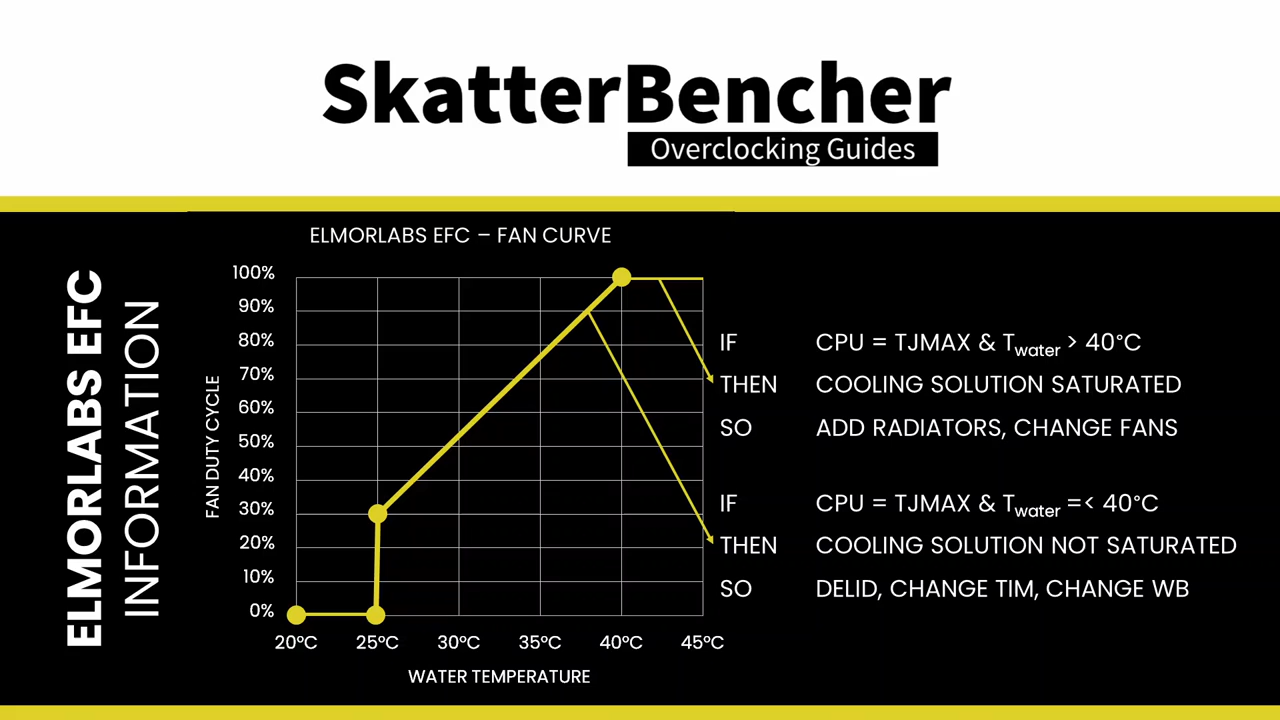 SkatterBencher
Overclocking Guides
ELMORLABS EFC
INFORMATION
ELMORLABS EFC – FAN CURVE
FAN DUTY CYCLE
100%
90%
80%
70%
60%
50%
40%
30%
20%
10%
0%
20°C 25°C 30°C 35°C 40°C 45°C
WATER TEMPERATURE
IF CPU = TJMAX & Twater > 40°C
THEN COOLING SOLUTION SATURATED
SO ADD RADIATORS, CHANGE FANS
IF CPU = TJMAX & Twater =< 40°C
THEN COOLING SOLUTION NOT SATURATED
SO DELID, CHANGE TIM, CHANGE WB